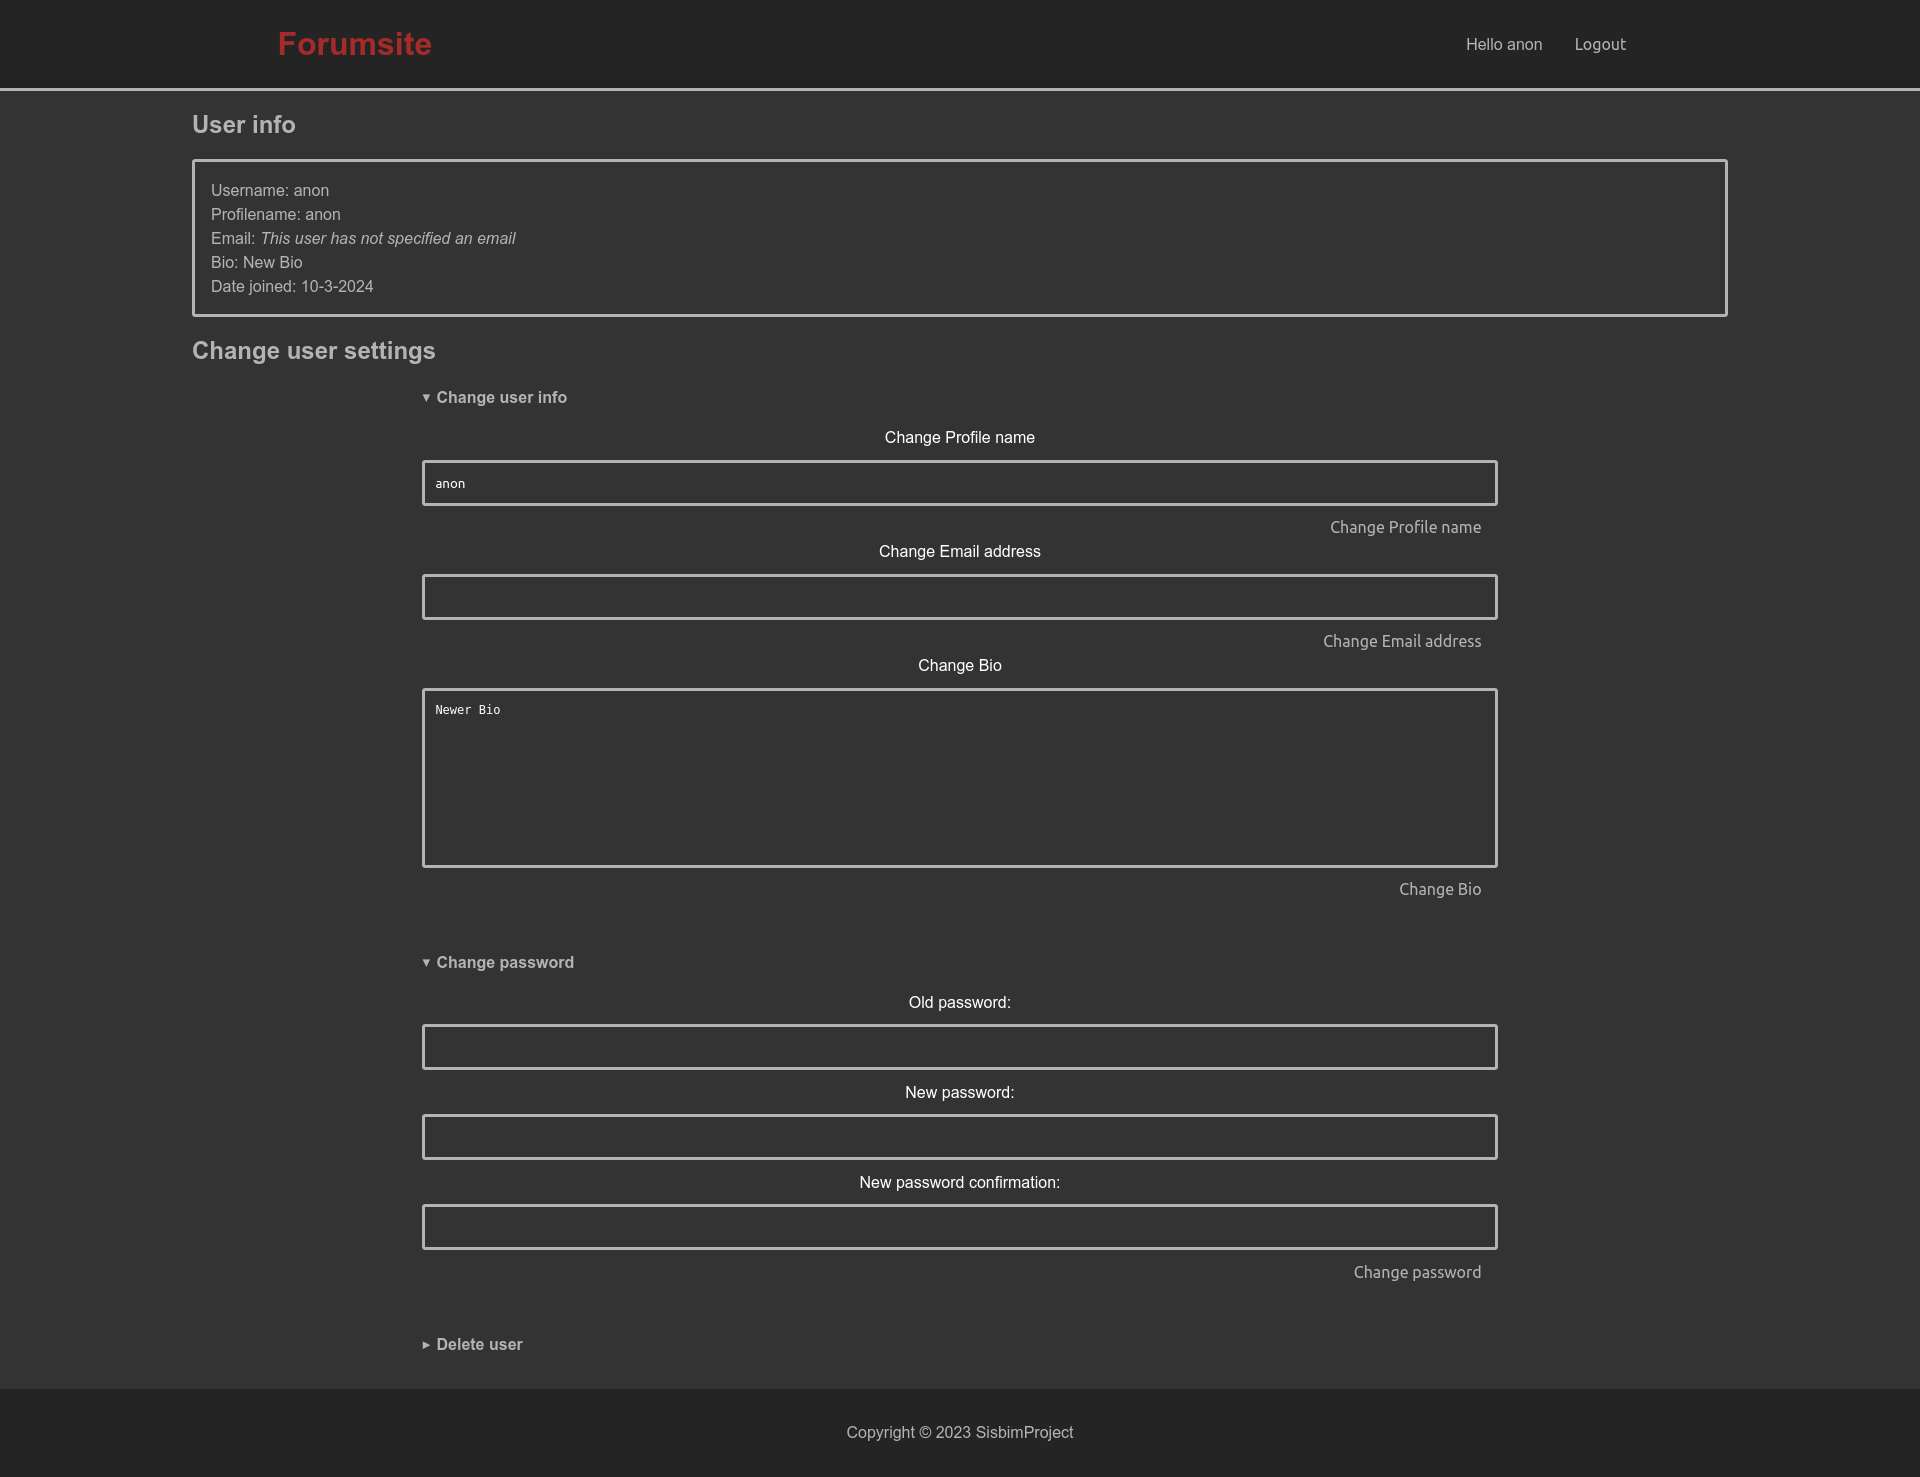 Forumsite
Hello anon Logout
User info
Username: anon
Profilename: anon
Email: This user has not specified an email
Bio: New Bio
Date joined: 10-3-2024
Change user settings
▾ Change user info
Change Profile name
anon
Change Profile name
Change Email address
Change Email address
Change Bio
Newer Bio
Change Bio
▾ Change password
Old password:
New password:
New password confirmation:
Change password
▸ Delete user
Copyright © 2023 SisbimProject